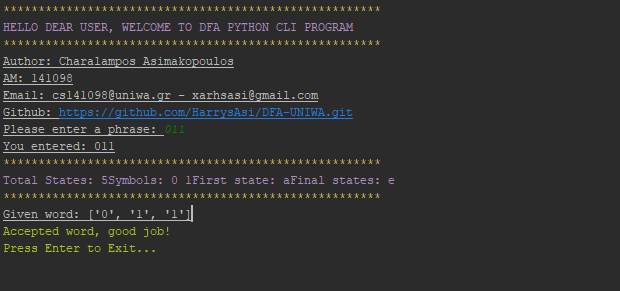 ******************************************************
HELLO DEAR USER, WELCOME TO DFA PYTHON CLI PROGRAM
******************************************************
Author: Charalampos Asimakopoulos
AM: 141098
Email: cs141098@uniwa.gr - xarhsasi@gmail.com
Github: https://github.com/HarrysAsi/DFA-UNIWA.git
Please enter a phrase: 011
You entered: 011
******************************************************
Total States: 5Symbols: 0 1First state: aFinal states: e
******************************************************
Given word: ['0', '1', '1']
Accepted word, good job!
Press Enter to Exit...